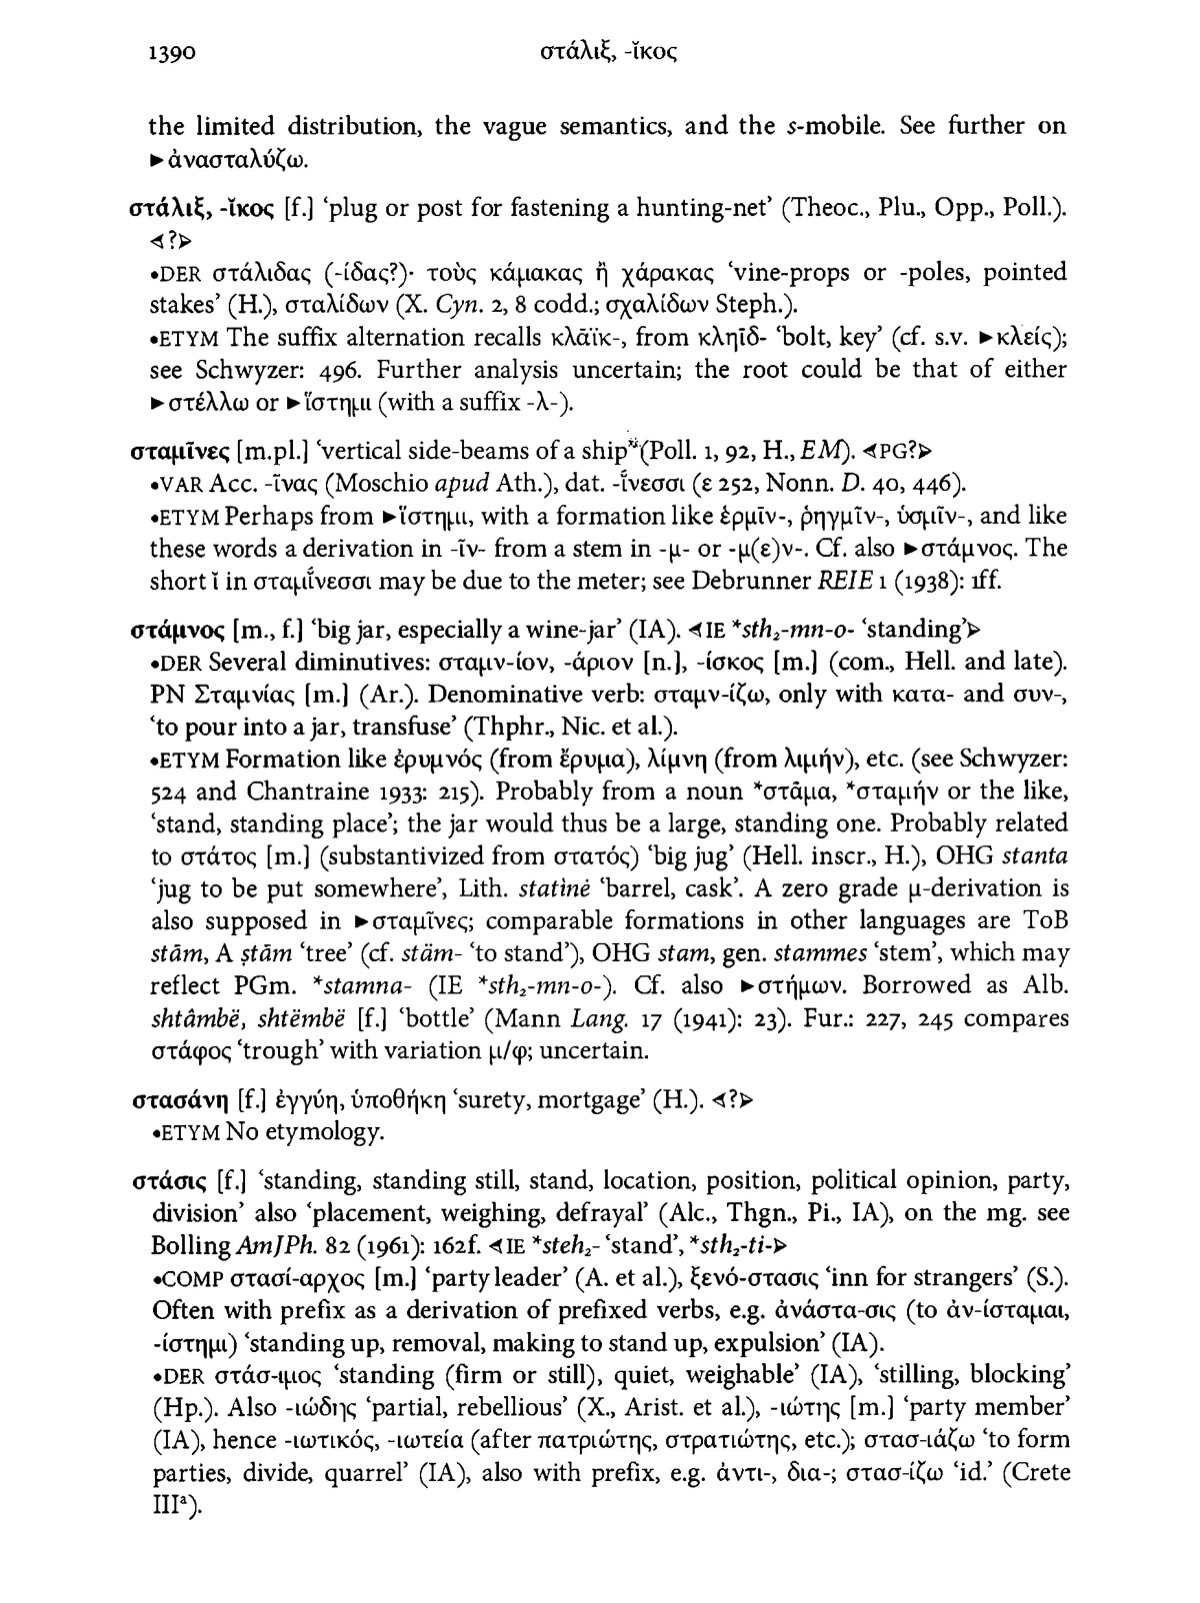 1390 στάλιξ, -ῐκος
the limited distribution, the vague semantics, and the s-mobile. See further on
►ἀνασταλύζω.
στάλιξ, -ῐκος [f.] ‘plug or post for fastening a hunting-net’ (Theoc., Plu., Opp., Poll.).
⊲?⊳
•DER στάλιδας (-ίδας?)· τοὺς κάμακας ἢ χάρακας ‘vine-props or -poles, pointed
stakes’ (H.), σταλίδων (X. Cyn. 2, 8 codd.; σχαλίδων Steph.).
•ETYM The suffix alternation recalls κλᾱϊκ-, from κληῑδ- ‘bolt, key’ (cf. s.v. ►κλείς);
see Schwyzer: 496. Further analysis uncertain; the root could be that of either
►στέλλω or ►ἵστημι (with a suffix -λ-).
σταμῖνες [m.pl.] ‘vertical side-beams of a ship’ (Poll. 1, 92, H., EM). ⊲PG?⊳
•VAR Acc. -ῖνας (Moschio apud Ath.), dat. -ῐ́νεσσι (ε 252, Nonn. D. 40, 446).
•ETYM Perhaps from ►ἵστημι, with a formation like ἑρμῑν-, ῥηγμῑν-, ὑσμῑν-, and like
these words a derivation in -ῑν- from a stem in -μ- or -μ(ε)ν-. Cf. also ►στάμνος. The
short ῐ in σταμῐ́νεσσι may be due to the meter; see Debrunner REIE 1 (1938): 1ff.
στάμνος [m., f.] ‘big jar, especially a wine-jar’ (IA). ⊲IE *sth₂-mn-o- ‘standing’⊳
•DER Several diminutives: σταμν-ίον, -άριον [n.], -ίσκος [m.] (com., Hell. and late).
PN Σταμνίας [m.] (Ar.). Denominative verb: σταμν-ίζω, only with κατα- and συν-,
‘to pour into a jar, transfuse’ (Thphr., Nic. et al.).
•ETYM Formation like ἐρυμνός (from ἔρυμα), λίμνη (from λιμήν), etc. (see Schwyzer:
524 and Chantraine 1933: 215). Probably from a noun *στᾶμα, *σταμήν or the like,
‘stand, standing place’; the jar would thus be a large, standing one. Probably related
to στάτος [m.] (substantivized from στατός) ‘big jug’ (Hell. inscr., H.), OHG stanta
‘jug to be put somewhere’, Lith. statìnė ‘barrel, cask’. A zero grade μ-derivation is
also supposed in ►σταμῖνες; comparable formations in other languages are ToB
stām, A ṣtām ‘tree’ (cf. stäm- ‘to stand’), OHG stam, gen. stammes ‘stem’, which may
reflect PGm. *stamna- (IE *sth₂-mn-o-). Cf. also ►στήμων. Borrowed as Alb.
shtâmbë, shtëmbë [f.] ‘bottle’ (Mann Lang. 17 (1941): 23). Fur.: 227, 245 compares
στάφος ‘trough’ with variation μ/φ; uncertain.
στασάνη [f.] ἐγγύη, ὑποθήκη ‘surety, mortgage’ (H.). ⊲?⊳
•ETYM No etymology.
στάσις [f.] ‘standing, standing still, stand, location, position, political opinion, party,
division’ also ‘placement, weighing, defrayal’ (Alc., Thgn., Pi., IA), on the mg. see
Bolling AmJPh. 82 (1961): 162f. ⊲IE *steh₂- ‘stand’, *sth₂-ti-⊳
•COMP στασί-αρχος [m.] ‘party leader’ (A. et al.), ξενό-στασις ‘inn for strangers’ (S.).
Often with prefix as a derivation of prefixed verbs, e.g. ἀνάστα-σις (to ἀν-ίσταμαι,
-ίστημι) ‘standing up, removal, making to stand up, expulsion’ (IA).
•DER στάσ-ιμος ‘standing (firm or still), quiet, weighable’ (IA), ‘stilling, blocking’
(Hp.). Also -ιώδης ‘partial, rebellious’ (X., Arist. et al.), -ιώτης [m.] ‘party member’
(IA), hence -ιωτικός, -ιωτεία (after πατριώτης, στρατιώτης, etc.); στασ-ιάζω ‘to form
parties, divide, quarrel’ (IA), also with prefix, e.g. ἀντι-, δια-; στασ-ίζω ‘id.’ (Crete
IIIᵃ).